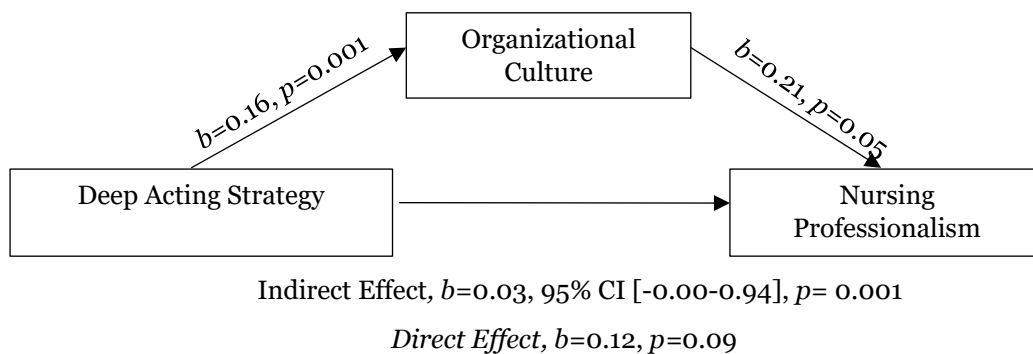 Organizational
Culture
b=0.16, p=0.001
b=0.21, p=0.05
Deep Acting Strategy
Nursing
Professionalism
Indirect Effect, b=0.03, 95% CI [-0.00-0.94], p= 0.001
Direct Effect, b=0.12, p=0.09